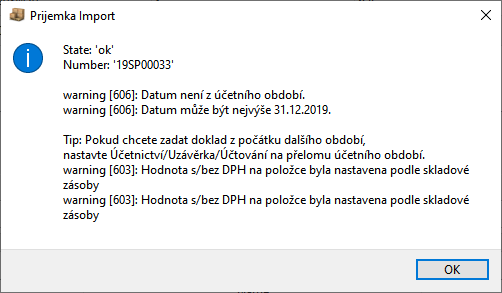 Prijemka Import
State: 'ok'
Number: '19SP00033'
warning [606]: Datum není z účetního období.
warning [606]: Datum může být nejvýše 31.12.2019.
Tip: Pokud chcete zadat doklad z počátku dalšího období,
nastavte Účetnictví/Uzávěrka/Účtování na přelomu účetního období.
warning [603]: Hodnota s/bez DPH na položce byla nastavena podle skladové
zásoby
warning [603]: Hodnota s/bez DPH na položce byla nastavena podle skladové
zásoby
OK